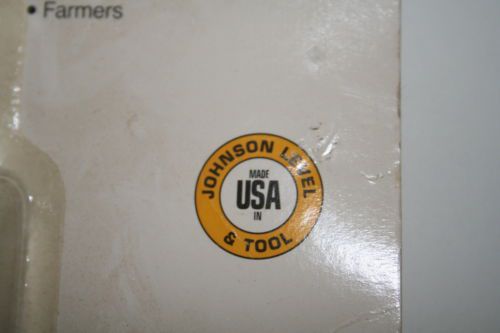 • Farmers
JOHNSON LEVEL
& TOOL
MADE
USA
IN